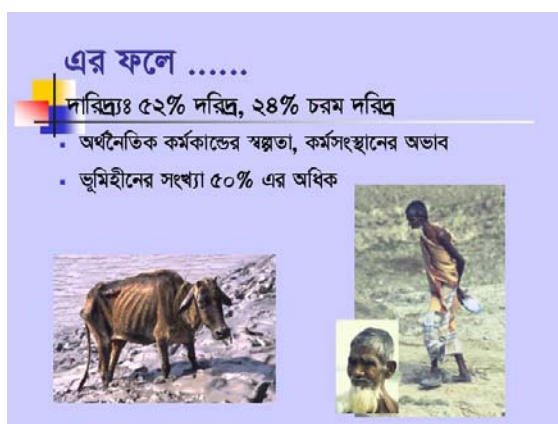 এর ফলে ......
দারিদ্র্যঃ ৫২% দরিদ্র, ২৪% চরম দরিদ্র
অর্থনৈতিক কর্মকান্ডের স্বল্পতা, কর্মসংস্থানের অভাব
ভূমিহীনের সংখ্যা ৫০% এর অধিক